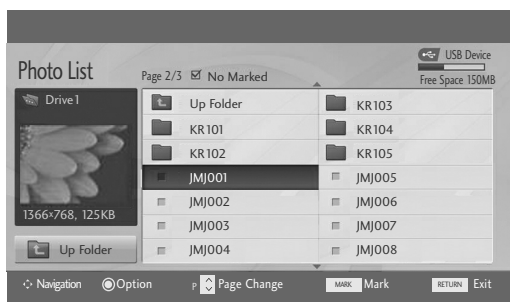 USB Device
Photo List
Page 2/3 ☑ No Marked
Free Space 150MB
Drive1
1366×768, 125KB
Up Folder
Up Folder
KR101
KR102
JMJ001
JMJ002
JMJ003
JMJ004
KR103
KR104
KR105
JMJ005
JMJ006
JMJ007
JMJ008
Navigation ◉Option P Page Change MARK Mark RETURN Exit